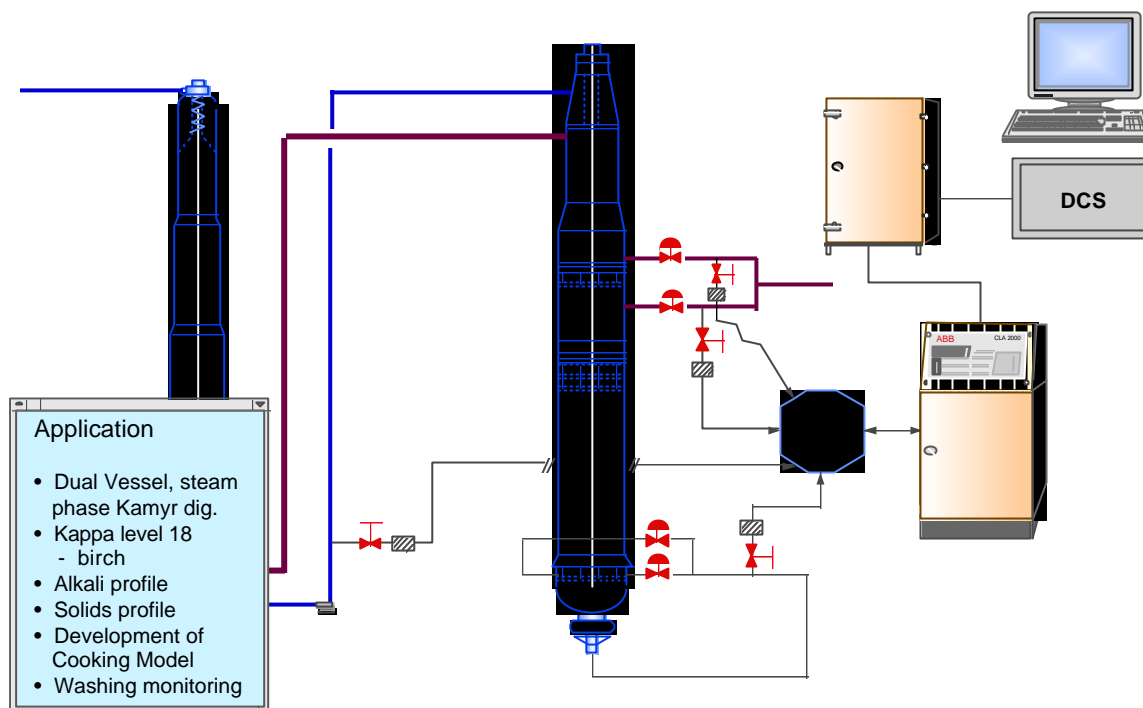 Application
• Dual Vessel, steam
phase Kamyr dig.
• Kappa level 18
- birch
• Alkali profile
• Solids profile
• Development of
Cooking Model
• Washing monitoring
DCS
ABB
CLA 2000